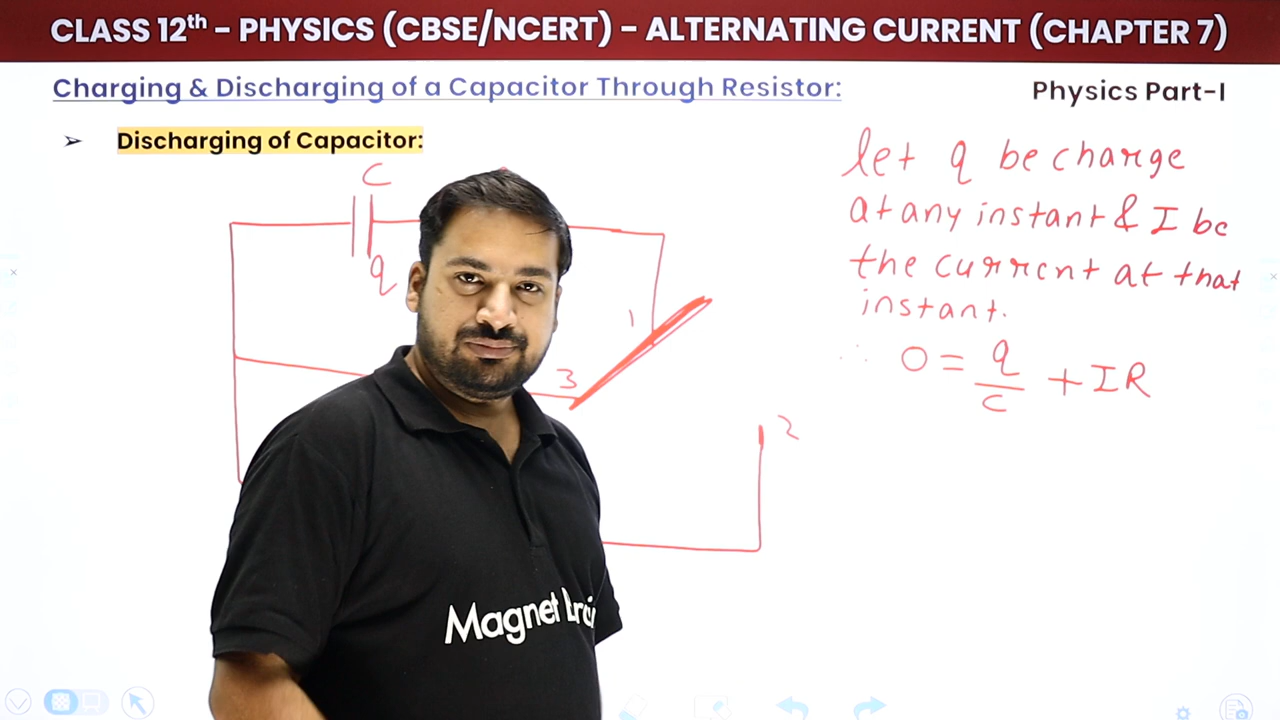 CLASS 12th – PHYSICS (CBSE/NCERT) – ALTERNATING CURRENT (CHAPTER 7)
Charging & Discharging of a Capacitor Through Resistor:
Physics Part-I
➢ Discharging of Capacitor:
C
q
1
3
2
let q be charge
at any instant & I be
the current at that
instant.
∴ 0 = q/c + IR
Magnet Brai